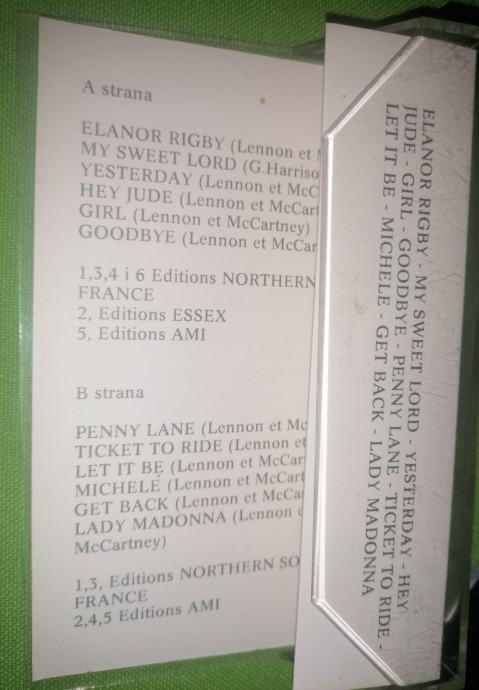 A strana
ELANOR RIGBY (Lennon et
MY SWEET LORD (G.Harriso
YESTERDAY (Lennon et McC
HEY JUDE (Lennon et McCart
GIRL (Lennon et McCartney)
GOODBYE (Lennon et McCar
1,3,4 i 6 Editions NORTHERN
FRANCE
2, Editions ESSEX
5, Editions AMI
B strana
PENNY LANE (Lennon et Mc
TICKET TO RIDE (Lennon et
LET IT BE (Lennon et McCar
MICHELE (Lennon et McCart
GET BACK (Lennon et McCar
LADY MADONNA (Lennon e
McCartney)
1,3, Editions NORTHERN SO
FRANCE
2,4,5 Editions AMI
ELANOR RIGBY - MY SWEET LORD - YESTERDAY - HEY
JUDE - GIRL - GOODBYE - PENNY LANE - TICKET TO RIDE -
LET IT BE - MICHELE - GET BACK - LADY MADONNA